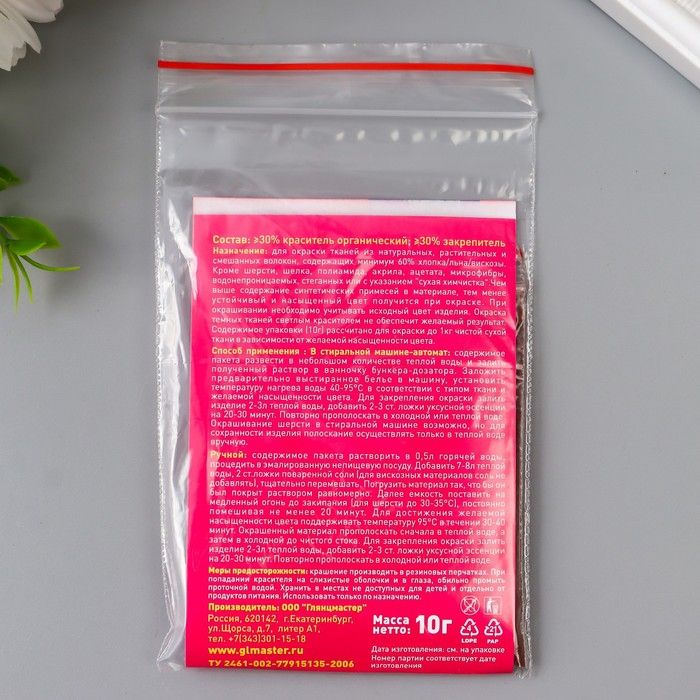 Состав: ≥30% краситель органический; ≥30% закрепитель
Назначение: для окраски тканей из натуральных, растительных и
смешанных волокон, содержащих минимум 60% хлопка/льна/вискозы.
Кроме шерсти, шелка, полиамида, акрила, ацетата, микрофибры,
водонепроницаемых, стеганых или с указанием "сухая химчистка". Чем
выше содержание синтетических примесей в материале, тем менее
устойчивый и насыщенный цвет получится при окраске. При
окрашивании необходимо учитывать исходный цвет изделия. Окраска
темных тканей светлым красителем не обеспечит желаемый результат.
Содержимое упаковки (10г) рассчитано для окраски до 1кг чистой сухой
ткани в зависимости от желаемой насыщенности цвета.
Способ применения : В стиральной машине-автомат: содержимое
пакета развести в небольшом количестве теплой воды и залить
полученный раствор в ванночку бункера-дозатора. Заложить
предварительно выстиранное белье в машину, установить
температуру нагрева воды 40-95°С в соответствии с типом ткани и
желаемой насыщенности цвета. Для закрепления окраски залить
изделие 2-3л теплой воды, добавить 2-3 ст. ложки уксусной эссенции
на 20-30 минут. Повторно прополоскать в холодной или теплой воде.
Окрашивание шерсти в стиральной машине возможно, но для
сохранности изделия полоскание осуществлять только в теплой воде
вручную.
Ручной: содержимое пакета растворить в 0,5л горячей воды,
процедить в эмалированную непищевую посуду. Добавить 7-8л теплой
воды, 2 ст.ложки поваренной соли (для вискозных материалов соль не
добавлять), тщательно перемешать. Погрузить материал так, что бы он
был покрыт раствором равномерно. Далее емкость поставить на
медленный огонь до закипания (для шерсти до 30-35°С), постоянно
помешивая не менее 20 минут. Для достижения желаемой
насыщенности цвета поддерживать температуру 95°С в течении 30-40
минут. Окрашенный материал прополоскать сначала в теплой воде, а
затем в холодной до чистого стока. Для закрепления окраски залить
изделие 2-3л теплой воды, добавить 2-3 ст. ложки уксусной эссенции
на 20-30 минут. Повторно прополоскать в холодной или теплой воде.
Меры предосторожности: крашение производить в резиновых перчатках. При
попадании красителя на слизистые оболочки и в глаза, обильно промыть
проточной водой. Хранить в местах не доступных для детей и отдельно от
продуктов питания. Использовать только по назначению.
Производитель: ООО "Глянцмастер"
Россия, 620142, г.Екатеринбург,
ул.Щорса, д.7, литер А1,
тел. +7(343)301-15-18
www.glmaster.ru
ТУ 2461-002-77915135-2006
Масса
нетто: 10г
4 21
LDPE PAP
Дата изготовления: см. на упаковке
Номер партии соответствует дате
изготовления